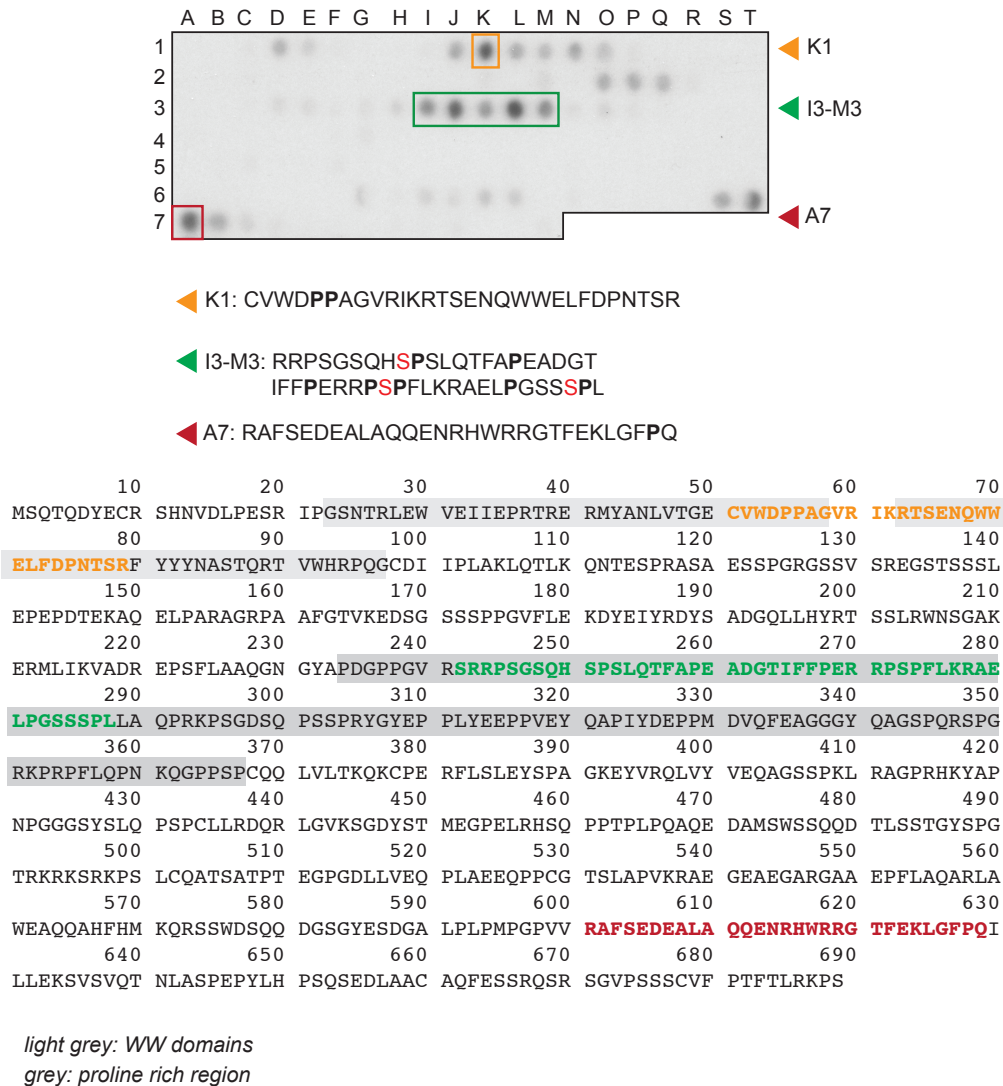 A B C D E F G H I J K L M N O P Q R S T
1
K1
2
3
I3-M3
4
5
6
7
A7
K1: CVWDPPAGVRIKRTSENQWWELFDPNTSR
I3-M3: RRPSGSQHSPSLQTFAPEADGT
IFFPERRPSPFLKRAELPGSSSPL
A7: RAFSEDEALAQQENRHWRRGTFEKLGFPQ
10 20 30 40 50 60 70
MSQTQDYECR SHNVDLPESR IPGSNTRLEW VEIIEPRTRE RMYANLVTGE CVWDPPAGVR IKRTSENQWW
80 90 100 110 120 130 140
ELFDPNTSRF YYYNASTQRT VWHRPQGCDI IPLAKLQTLK QNTESPRASA ESSPGRGSSV SREGSTSSSL
150 160 170 180 190 200 210
EPEPDTEKAQ ELPARAGRPA AFGTVKEDSG SSSPPGVFLE KDYEIYRDYS ADGQLLHYRT SSLRWNSGAK
220 230 240 250 260 270 280
ERMLIKVADR EPSFLAAQGN GYAPDGPPGVR SRRPSGSQH SPSLQTFAPE ADGTIFFPER RPSPFLKRAE
290 300 310 320 330 340 350
LPGSSSPLLA QPRKPSGDSQ PSSPRYGYEP PLYEEPPVEY QAPIYDEPPM DVQFEAGGGY QAGSPQRSPG
360 370 380 390 400 410 420
RKPRPFLQPN KQGPPSPCQQ LVLTKQKCPE RFLSLEYSPA GKEYVRQLVY VEQAGSSPKL RAGPRHKYAP
430 440 450 460 470 480 490
NPGGGSYSLQ PSPCLLRDQR LGVKSGDYST MEGPELRHSQ PPTPLPQAQE DAMSWSSQQD TLSSTGYSPG
500 510 520 530 540 550 560
TRKRKSRKPS LCQATSATPT EGPGDLLVEQ PLAEEQPPCG TSLAPVKRAE GEAEGARGAA EPFLAQARLA
570 580 590 600 610 620 630
WEAQQAHFHM KQRSSWDSQQ DGSGYESDGA LPLPMPGPVV RAFSEDEALA QQENRHWRRG TFEKLGFPQI
640 650 660 670 680 690
LLEKSVSVQT NLASPEPYLH PSQSEDLAAC AQFESSRQSR SGVPSSSCVF PTFTLRKPS
light grey: WW domains
grey: proline rich region